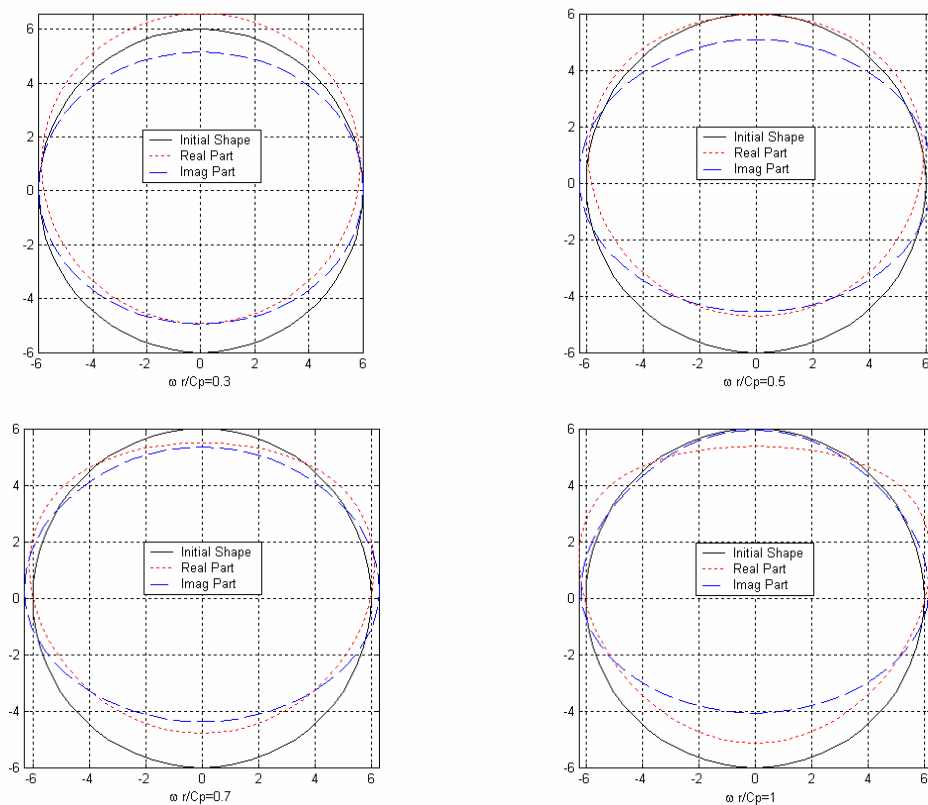 6
4
2
0
-2
-4
-6
-6 -4 -2 0 2 4 6
Initial Shape
Real Part
Imag Part
ω r/Cp=0.3
6
4
2
0
-2
-4
-6
-6 -4 -2 0 2 4 6
Initial Shape
Real Part
Imag Part
ω r/Cp=0.5
6
4
2
0
-2
-4
-6
-6 -4 -2 0 2 4 6
Initial Shape
Real Part
Imag Part
ω r/Cp=0.7
6
4
2
0
-2
-4
-6
-6 -4 -2 0 2 4 6
Initial Shape
Real Part
Imag Part
ω r/Cp=1